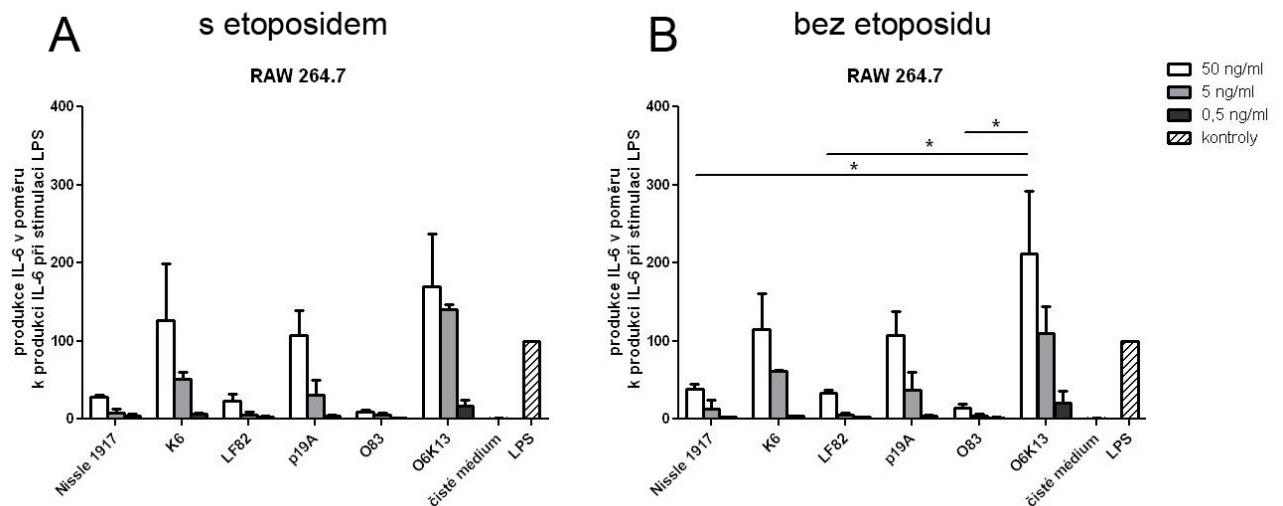 A
s etoposidem
RAW 264.7
produkce IL-6 v poměru
k produkci IL-6 při stimulaci LPS
400
300
200
100
0
Nissle 1917
K6
LF82
p19A
O83
O6K13
čisté médium
LPS
B
bez etoposidu
RAW 264.7
produkce IL-6 v poměru
k produkci IL-6 při stimulaci LPS
400
300
200
100
0
*
*
*
Nissle 1917
K6
LF82
p19A
O83
O6K13
čisté médium
LPS
50 ng/ml
5 ng/ml
0,5 ng/ml
kontroly